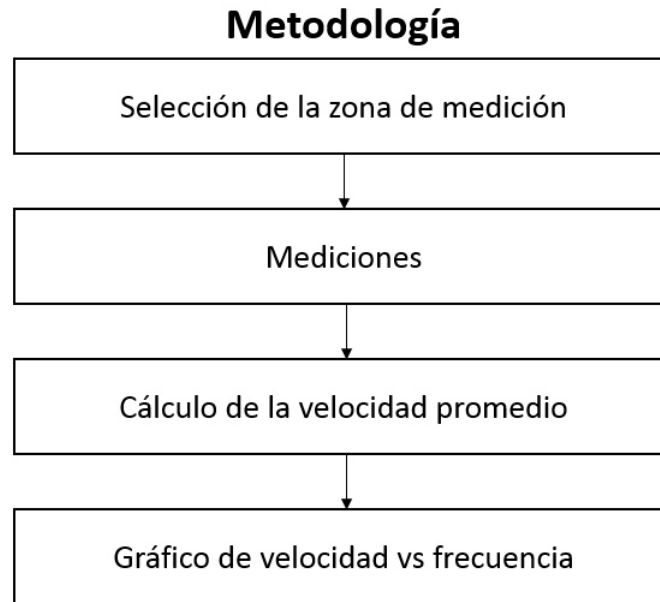 Metodología
Selección de la zona de medición
Mediciones
Cálculo de la velocidad promedio
Gráfico de velocidad vs frecuencia